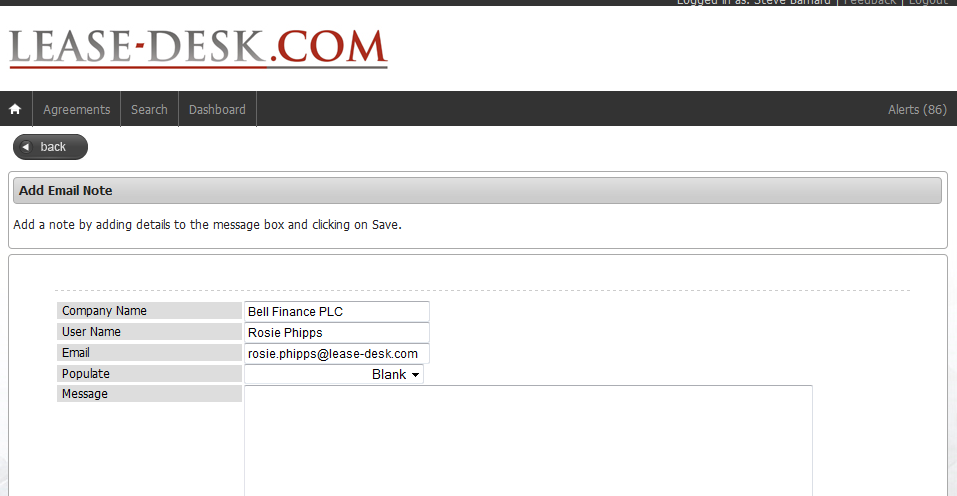 Logged in as: Steve Barnard | Feedback | Logout
LEASE-DESK.COM
Agreements Search Dashboard Alerts (86)
back
Add Email Note
Add a note by adding details to the message box and clicking on Save.
Company Name Bell Finance PLC
User Name Rosie Phipps
Email rosie.phipps@lease-desk.com
Populate Blank
Message